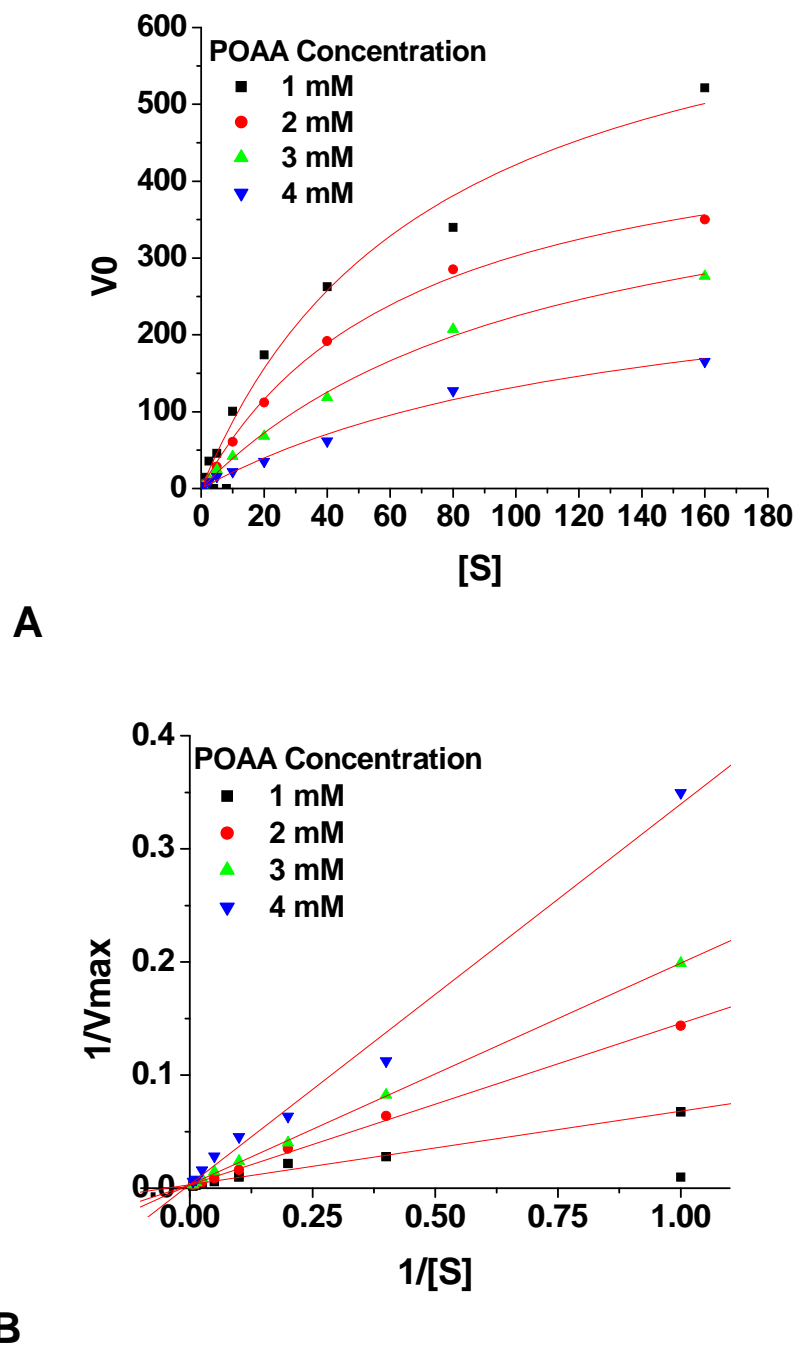 600
500
400
300
200
100
0
V0
POAA Concentration
1 mM
2 mM
3 mM
4 mM
0 20 40 60 80 100 120 140 160 180
[S]
A
0.4
0.3
0.2
0.1
0.0
1/Vmax
POAA Concentration
1 mM
2 mM
3 mM
4 mM
0.00 0.25 0.50 0.75 1.00
1/[S]
B